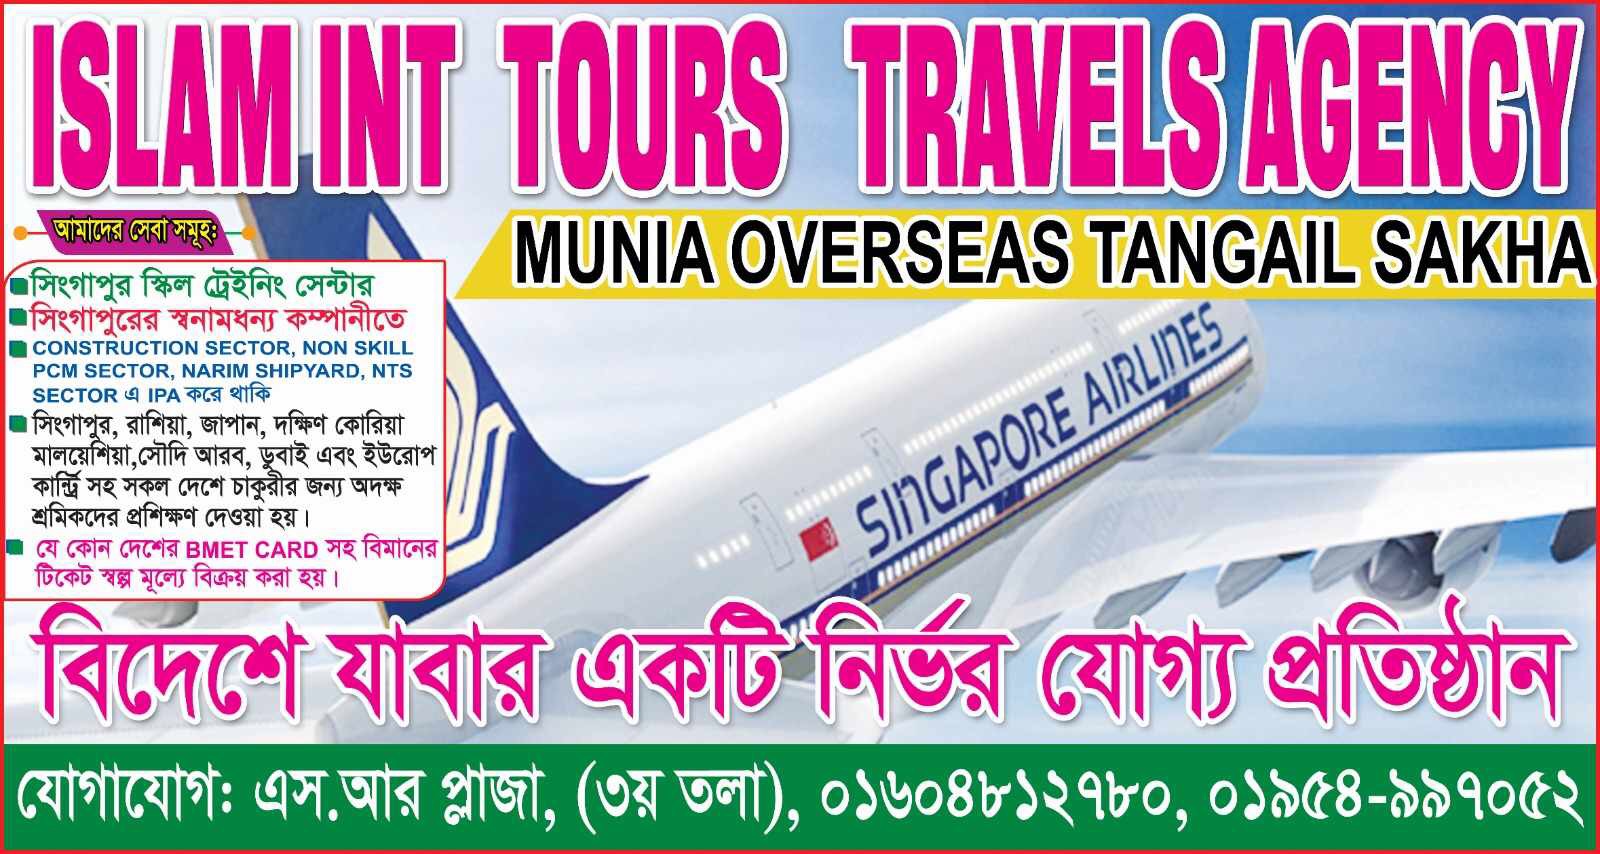 ISLAM INT TOURS TRAVELS AGENCY
MUNIA OVERSEAS TANGAIL SAKHA
আমাদের সেবা সমূহ:
সিংগাপুর স্কিল ট্রেইনিং সেন্টার
সিংগাপুরের স্বনামধন্য কম্পানীতে
CONSTRUCTION SECTOR, NON SKILL
PCM SECTOR, NARIM SHIPYARD, NTS
SECTOR এ IPA করে থাকি
সিংগাপুর, রাশিয়া, জাপান, দক্ষিণ কোরিয়া
মালয়েশিয়া,সৌদি আরব, ডুবাই এবং ইউরোপ
কান্ট্রি সহ সকল দেশে চাকুরীর জন্য অদক্ষ
শ্রমিকদের প্রশিক্ষণ দেওয়া হয়।
যে কোন দেশের BMET CARD সহ বিমানের
টিকেট স্বল্প মূল্যে বিক্রয় করা হয়।
SINGAPORE AIRLINES
বিদেশে যাবার একটি নির্ভর যোগ্য প্রতিষ্ঠান
যোগাযোগ: এস.আর প্লাজা, (৩য় তলা), ০১৬০৪৮১২৭৮০, ০১৯৫৪-৯৯৭০৫২